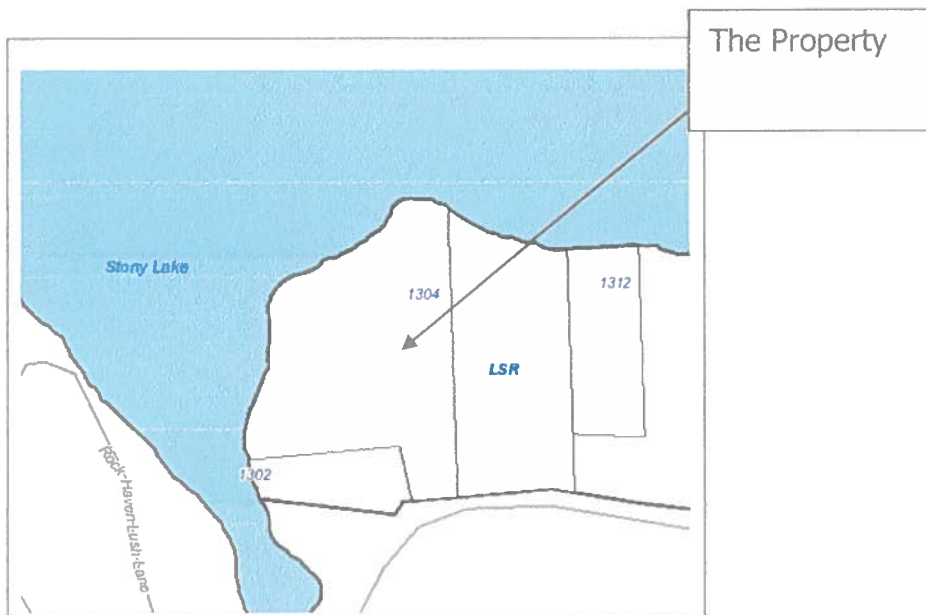 The Property
Stony Lake
1304
1312
LSR
1302
Rock-Haven-Lush-Lane